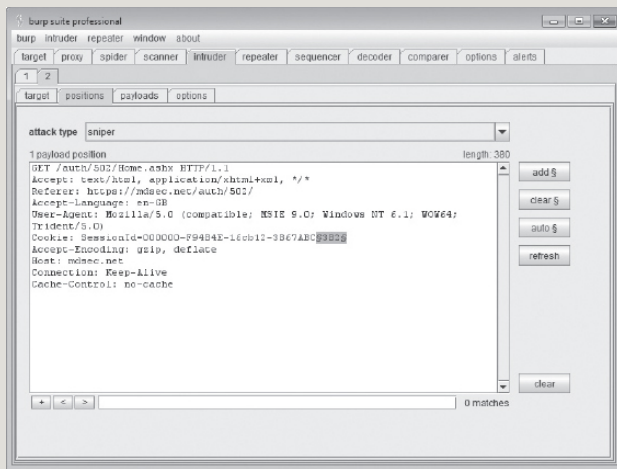 burp suite professional
burp intruder repeater window about
target proxy spider scanner intruder repeater sequencer decoder comparer options alerts
1 2
target positions payloads options
attack type sniper
1 payload position length: 380
GET /auth/502/Home.ashx HTTP/1.1
Accept: text/html, application/xhtml+xml, */*
Referer: https://mdsec.net/auth/502/
Accept-Language: en-GB
User-Agent: Mozilla/5.0 (compatible; MSIE 9.0; Windows NT 6.1; WOW64;
Trident/5.0)
Cookie: SessionId=000000-F94B4E-16cb12-3B67ABC§3B2§
Accept-Encoding: gzip, deflate
Host: mdsec.net
Connection: Keep-Alive
Cache-Control: no-cache
add §
clear §
auto §
refresh
clear
+ < > 0 matches